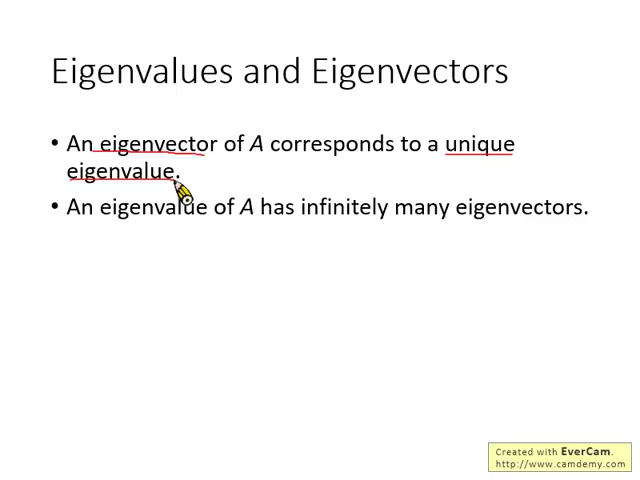 Eigenvalues and Eigenvectors
• An eigenvector of A corresponds to a unique
eigenvalue.
• An eigenvalue of A has infinitely many eigenvectors.
Created with EverCam.
http://www.camdemy.com